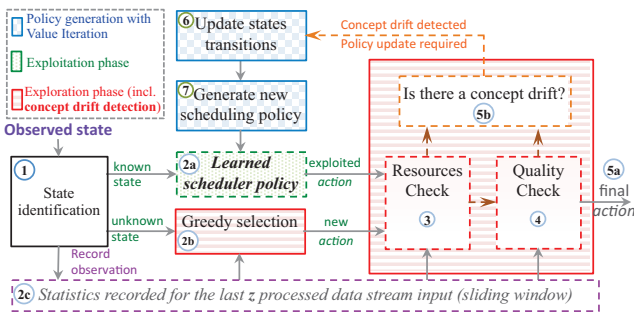 Policy generation with
Value Iteration
Exploitation phase
Exploration phase (incl.
concept drift detection)
6 Update states
transitions
7 Generate new
scheduling policy
Concept drift detected
Policy update required
Is there a concept drift?
5b
Observed state
1
State
identification
known
state
2a
Learned
scheduler policy
exploited
action
Resources
Check
3
Quality
Check
4
5a
final
action
unknown
state
Greedy selection
2b
new
action
Record
observation
2c Statistics recorded for the last z processed data stream input (sliding window)